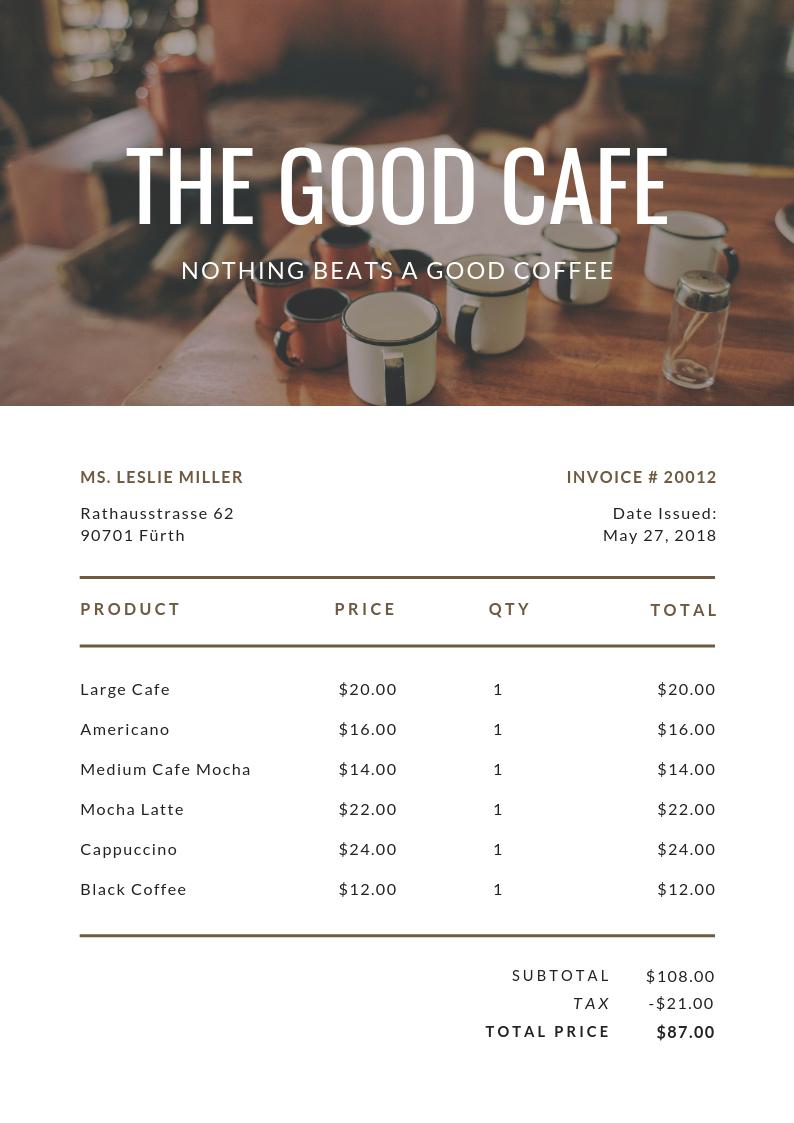 THE GOOD CAFE
NOTHING BEATS A GOOD COFFEE
MS. LESLIE MILLER
INVOICE # 20012
Rathausstrasse 62
Date Issued:
90701 Fürth
May 27, 2018
PRODUCT PRICE QTY TOTAL
Large Cafe $20.00 1 $20.00
Americano $16.00 1 $16.00
Medium Cafe Mocha $14.00 1 $14.00
Mocha Latte $22.00 1 $22.00
Cappuccino $24.00 1 $24.00
Black Coffee $12.00 1 $12.00
SUBTOTAL $108.00
TAX -$21.00
TOTAL PRICE $87.00